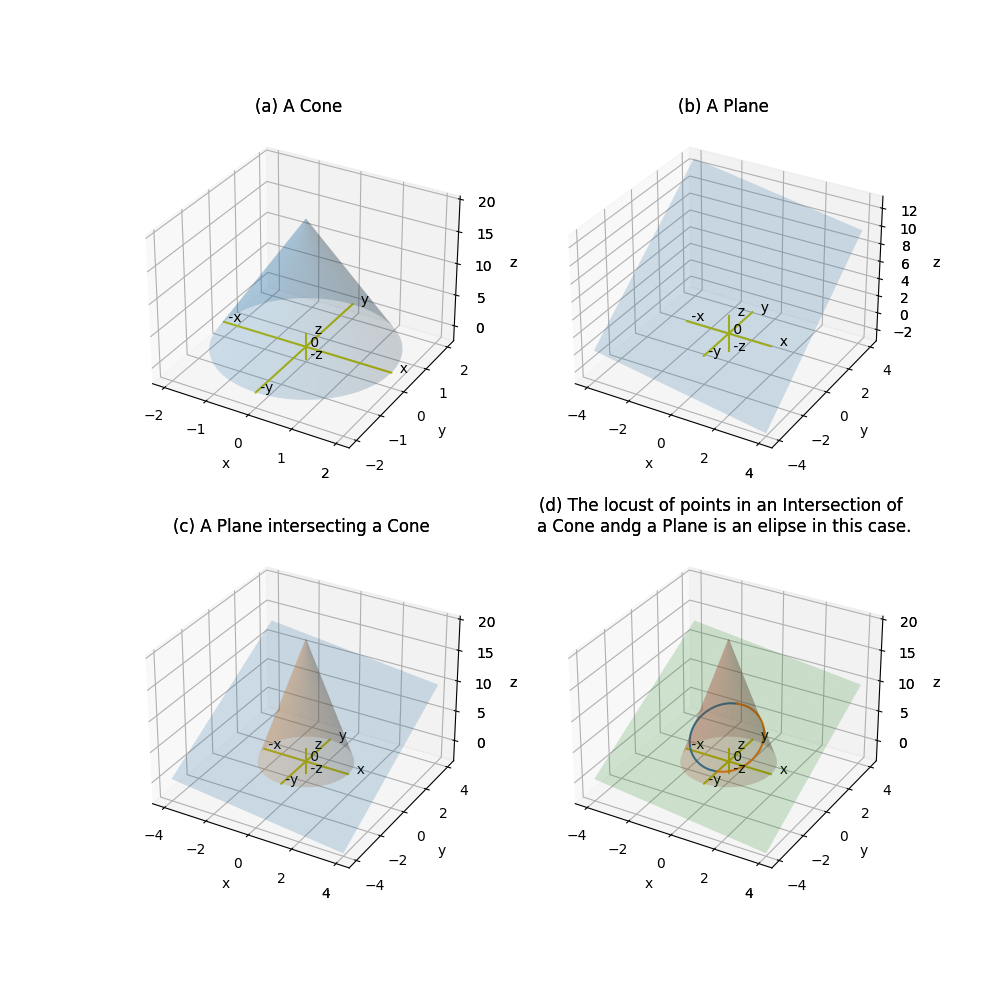 (a) A Cone
20
15
10
5
0
z
-x
y
z
0
-z
x
-y
−2
−1
0
1
2
x
−2
−1
0
1
2
y
(b) A Plane
12
10
8
6
4
2
0
−2
z
-x
y
z
0
-z
x
-y
−4
−2
0
2
4
x
−4
−2
0
2
4
y
(c) A Plane intersecting a Cone
20
15
10
5
0
z
-x
y
z
0
-z
x
-y
−4
−2
0
2
4
x
−4
−2
0
2
4
y
(d) The locust of points in an Intersection of
a Cone andg a Plane is an elipse in this case.
20
15
10
5
0
z
-x
y
z
0
-z
x
-y
−4
−2
0
2
4
x
−4
−2
0
2
4
y